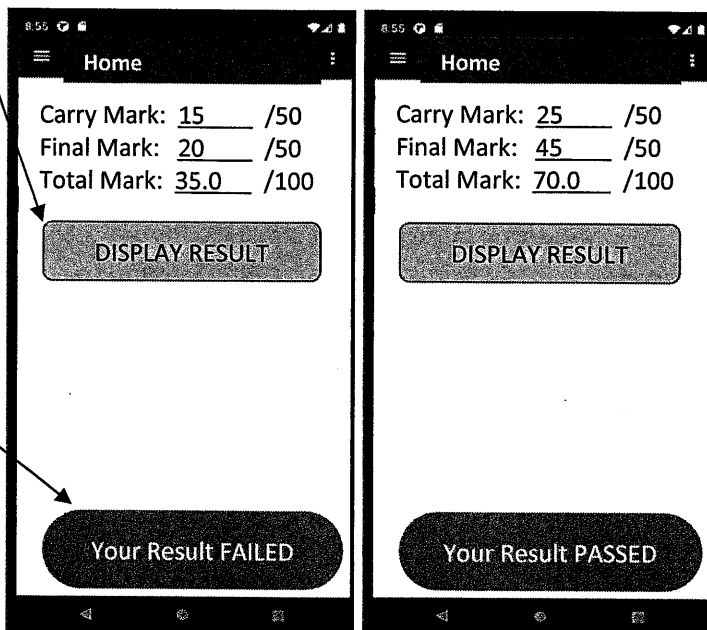 8:55
Home
Carry Mark: 15 /50
Final Mark: 20 /50
Total Mark: 35.0 /100
DISPLAY RESULT
Your Result FAILED
8:55
Home
Carry Mark: 25 /50
Final Mark: 45 /50
Total Mark: 70.0 /100
DISPLAY RESULT
Your Result PASSED